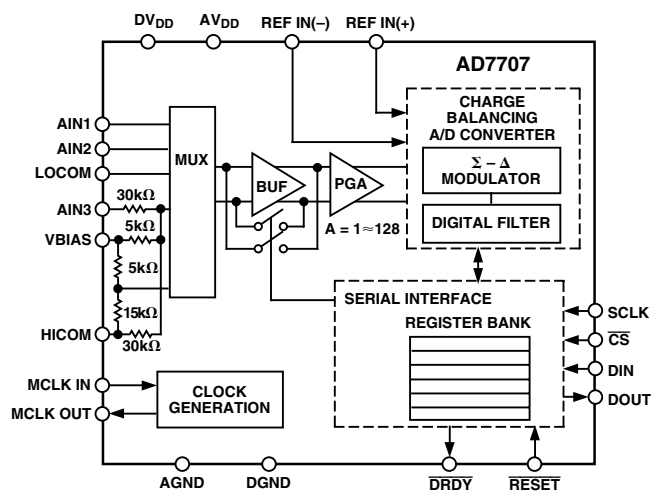 DVDD AVDD REF IN(–) REF IN(+)
AD7707
CHARGE
BALANCING
A/D CONVERTER
Σ – Δ
MODULATOR
DIGITAL FILTER
AIN1
AIN2
LOCOM
AIN3
VBIAS
HICOM
30kΩ
5kΩ
5kΩ
15kΩ
30kΩ
MUX
BUF
PGA
A = 1≈128
SERIAL INTERFACE
REGISTER BANK
SCLK
CS
DIN
DOUT
MCLK IN
MCLK OUT
CLOCK
GENERATION
AGND DGND DRDY RESET